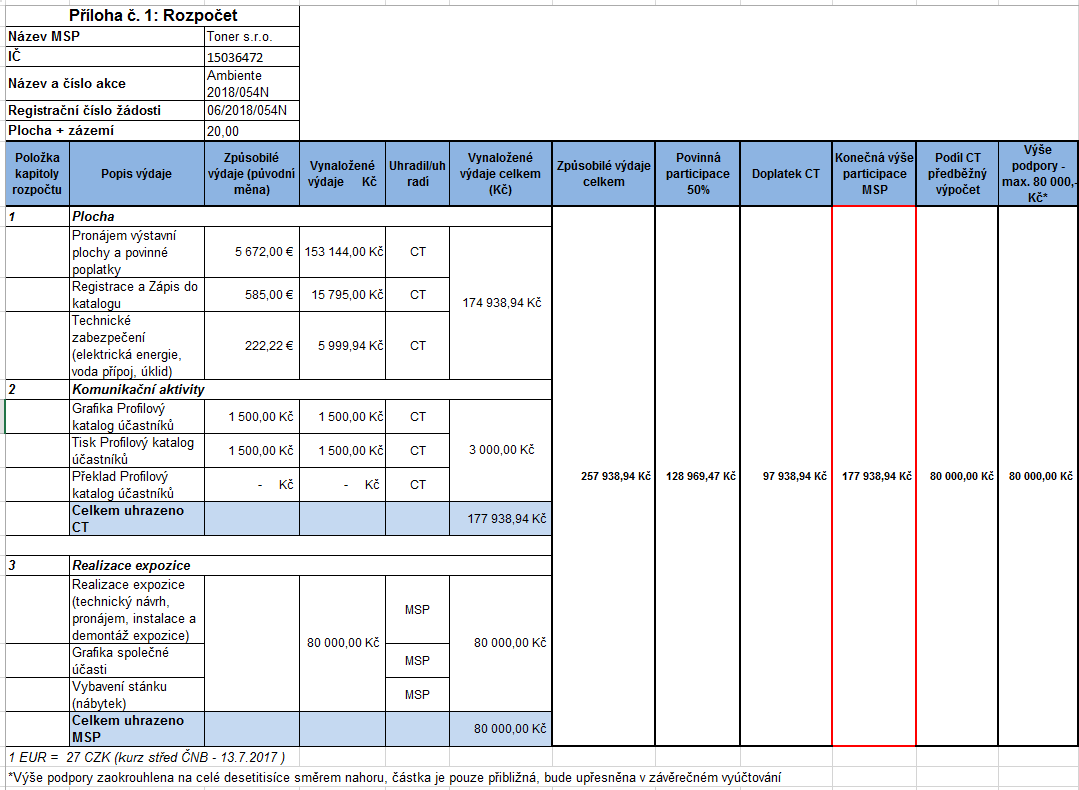 Příloha č. 1: Rozpočet
Název MSP Toner s.r.o.
IČ 15036472
Název a číslo akce Ambiente
2018/054N
Registrační číslo žádosti 06/2018/054N
Plocha + zázemí 20,00
Položka
kapitoly
rozpočtu
Popis výdaje
Způsobilé
výdaje (původní
měna)
Vynaložené
výdaje Kč
Uhradil/uh
radí
Vynaložené
výdaje celkem
(Kč)
Způsobilé výdaje
celkem
Povinná
participace
50%
Doplatek CT
Konečná výše
participace
MSP
Podíl CT
předběžný
výpočet
Výše
podpory -
max. 80 000,-
Kč*
1 Plocha
Pronájem výstavní
plochy a povinné
poplatky
5 672,00 € 153 144,00 Kč CT
Registrace a Zápis do
katalogu
585,00 € 15 795,00 Kč CT
174 938,94 Kč
Technické
zabezpečení
(elektrická energie,
voda přípoj, úklid)
222,22 € 5 999,94 Kč CT
2 Komunikační aktivity
Grafika Profilový
katalog účastníků
1 500,00 Kč 1 500,00 Kč CT
Tisk Profilový katalog
účastníků
1 500,00 Kč 1 500,00 Kč CT
3 000,00 Kč
Překlad Profilový
katalog účastníků
- Kč - Kč CT
257 938,94 Kč 128 969,47 Kč 97 938,94 Kč 177 938,94 Kč 80 000,00 Kč 80 000,00 Kč
Celkem uhrazeno
CT
177 938,94 Kč
3 Realizace expozice
Realizace expozice
(technický návrh,
pronájem, instalace a
demontáž expozice)
MSP
80 000,00 Kč 80 000,00 Kč
Grafika společné
účasti
MSP
Vybavení stánku
(nábytek)
MSP
Celkem uhrazeno
MSP
80 000,00 Kč
1 EUR = 27 CZK (kurz střed ČNB - 13.7.2017 )
*Výše podpory zaokrouhlena na celé desetitisíce směrem nahoru, částka je pouze přibližná, bude upřesněna v závěrečném vyúčtování